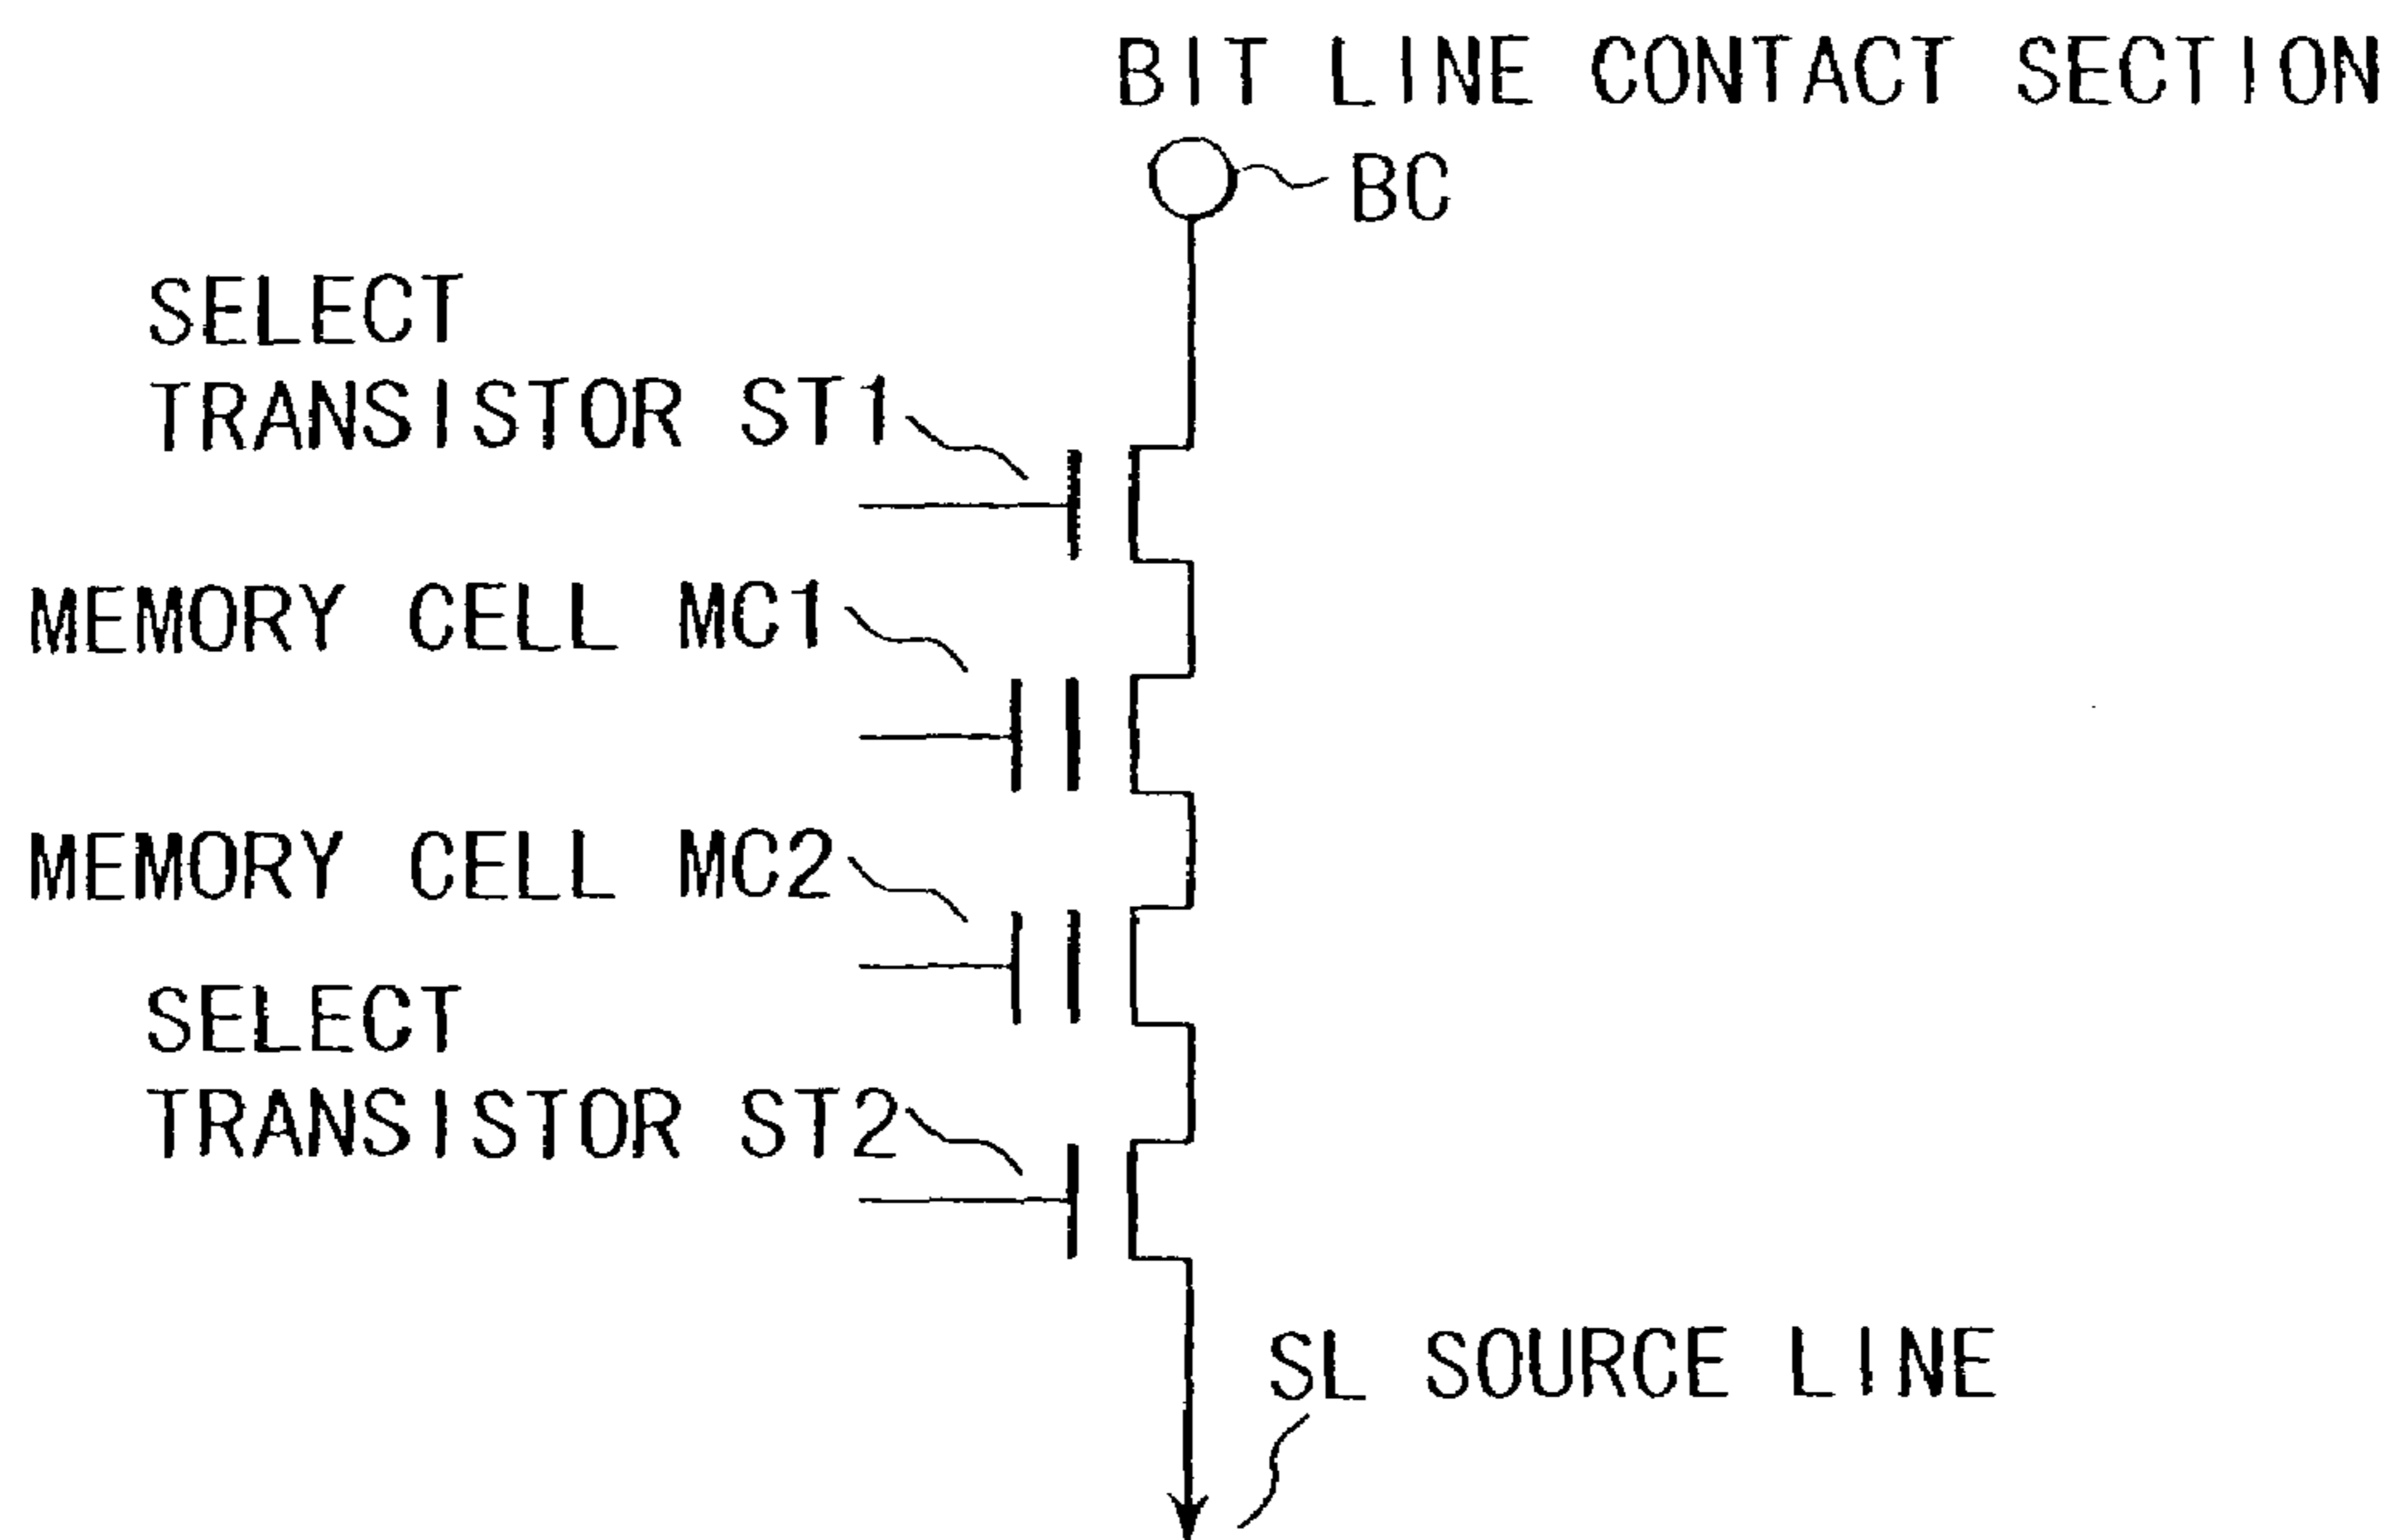 BIT LINE CONTACT SECTION
BC
SELECT
TRANSISTOR ST1
MEMORY CELL MC1
MEMORY CELL MC2
SELECT
TRANSISTOR ST2
SL SOURCE LINE